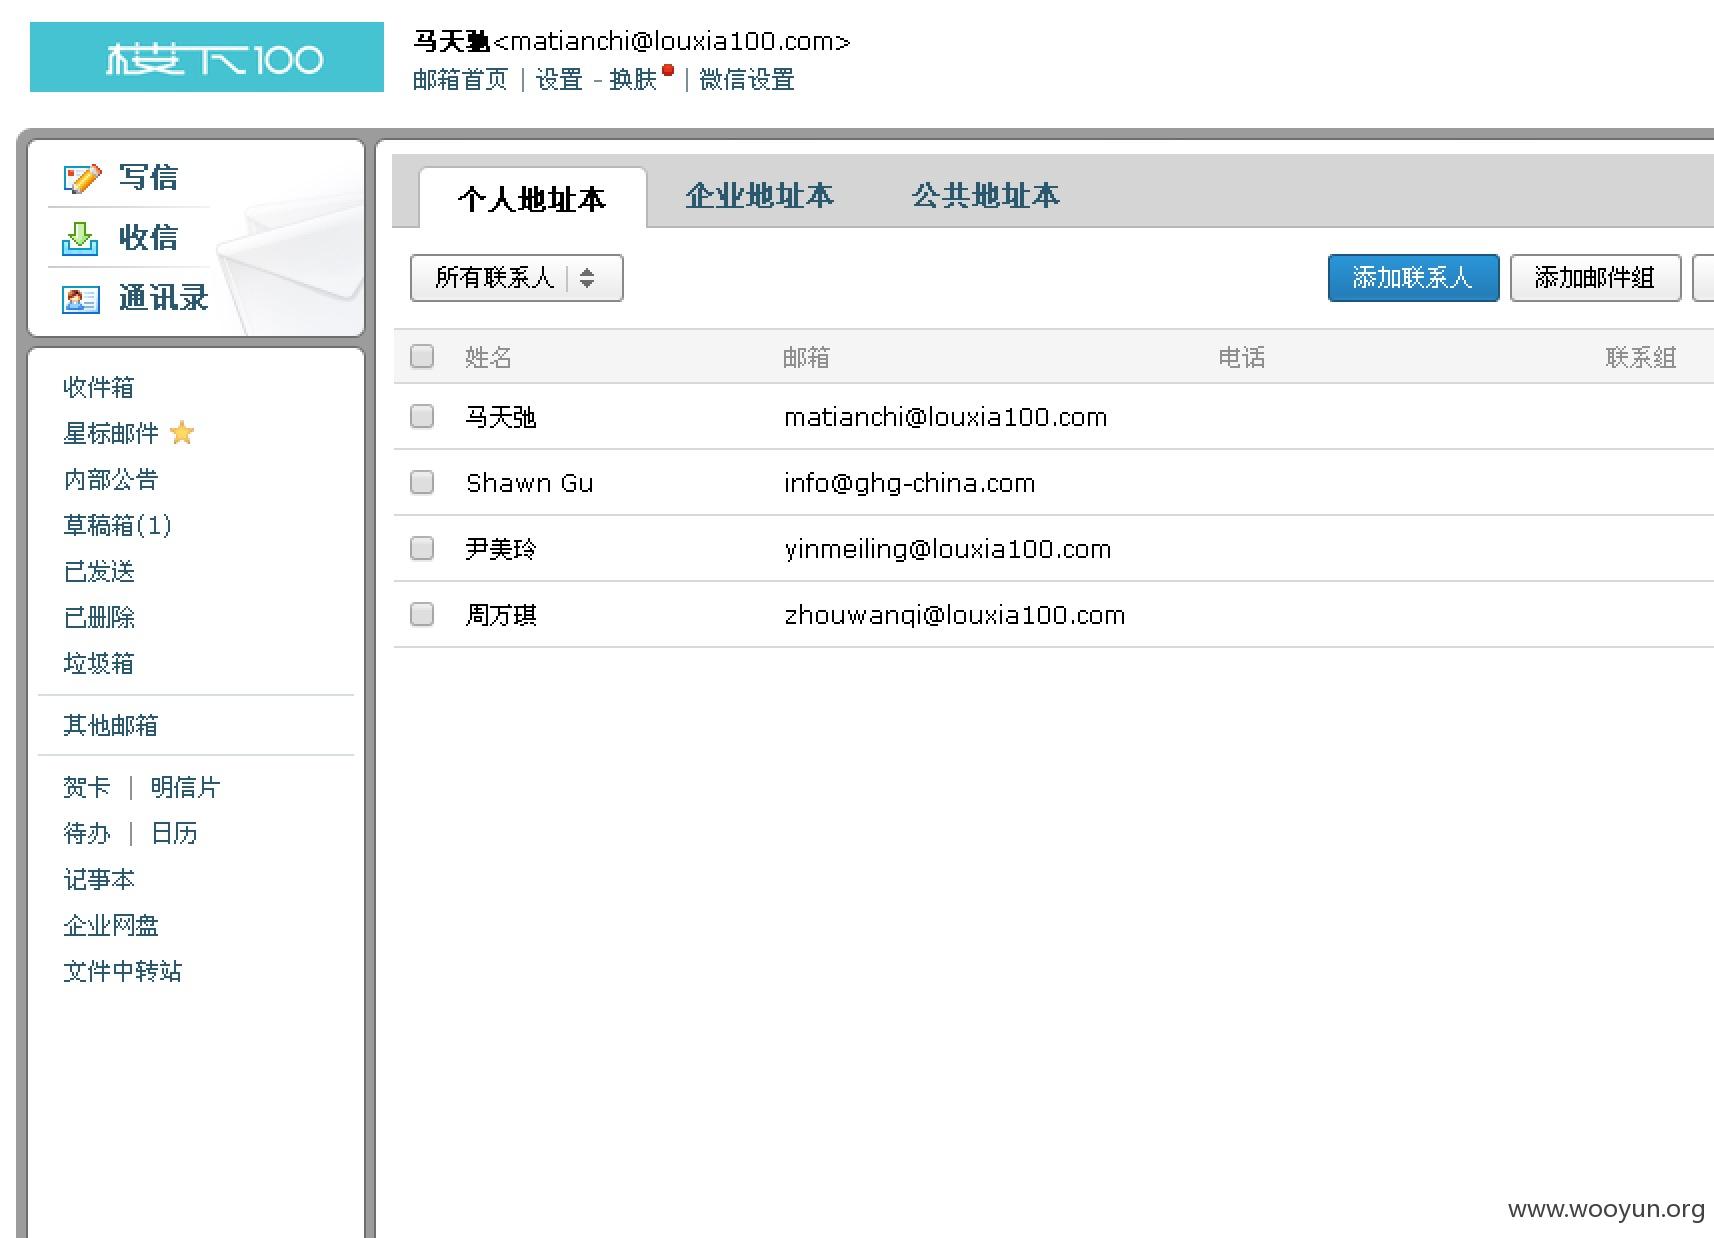 楼下100
马天驰<matianchi@louxia100.com>
邮箱首页 | 设置 - 换肤 | 微信设置
写信
收信
通讯录
收件箱
星标邮件
内部公告
草稿箱(1)
已发送
已删除
垃圾箱
其他邮箱
贺卡 | 明信片
待办 | 日历
记事本
企业网盘
文件中转站
个人地址本 企业地址本 公共地址本
所有联系人 添加联系人 添加邮件组
姓名 邮箱 电话 联系组
马天弛 matianchi@louxia100.com
Shawn Gu info@ghg-china.com
尹美玲 yinmeiling@louxia100.com
周万琪 zhouwanqi@louxia100.com
www.wooyun.org